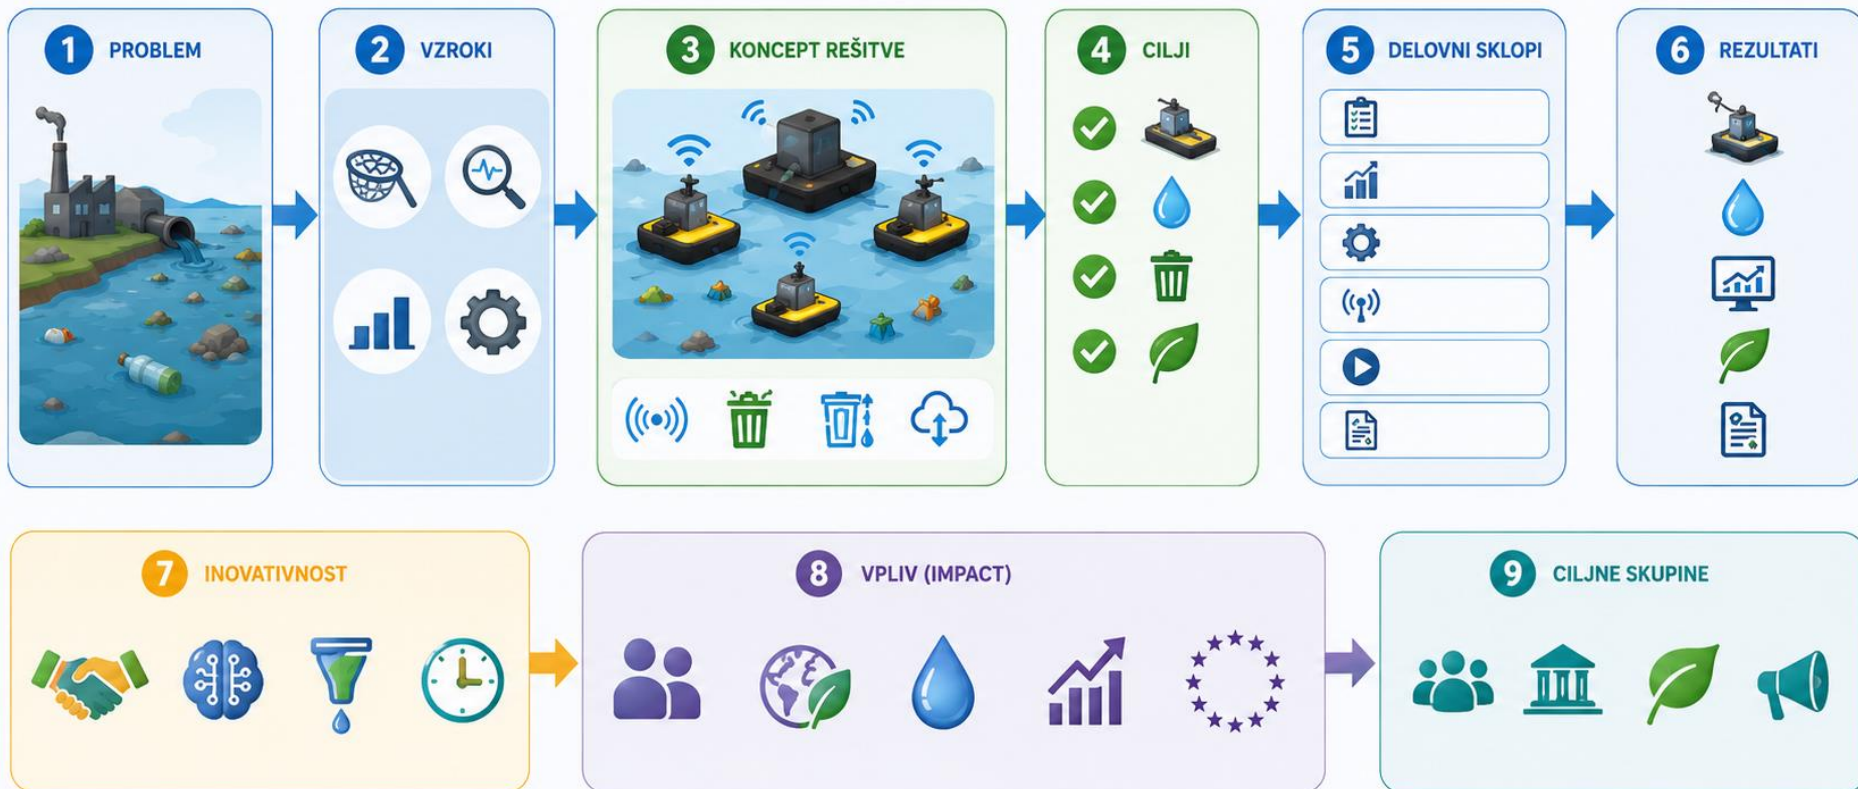 1 PROBLEM
2 VZROKI
3 KONCEPT REŠITVE
4 CILJI
5 DELOVNI SKLOPI
6 REZULTATI
7 INOVATIVNOST
8 VPLIV (IMPACT)
9 CILJNE SKUPINE